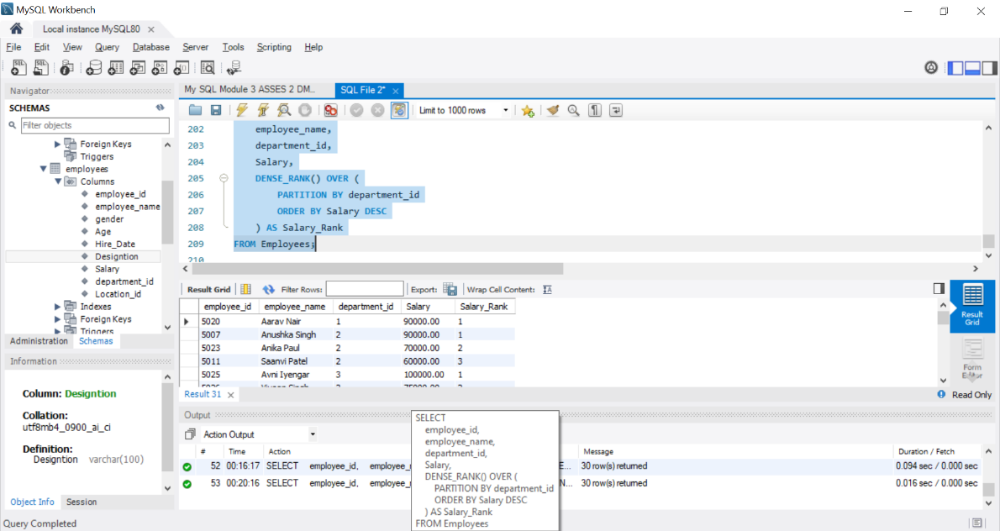 MySQL Workbench
Local instance MySQL80
File Edit View Query Database Server Tools Scripting Help
Navigator
SCHEMAS
Filter objects
Foreign Keys
Triggers
employees
Columns
employee_id
employee_name
gender
Age
Hire_Date
Designtion
Salary
department_id
Location_id
Indexes
Foreign Keys
Triggers
Administration Schemas
Information
Column: Designtion
Collation:
utf8mb4_0900_ai_ci
Definition:
Designtion varchar(100)
Object Info Session
Query Completed
My SQL Module 3 ASSES 2 DM... SQL File 2*
Limit to 1000 rows
202 employee_name,
203 department_id,
204 Salary,
205 DENSE_RANK() OVER (
206 PARTITION BY department_id
207 ORDER BY Salary DESC
208 ) AS Salary_Rank
209 FROM Employees;
210
Result Grid Filter Rows: Export: Wrap Cell Content:
employee_id employee_name department_id Salary Salary_Rank
5020 Aarav Nair 1 90000.00 1
5007 Anushka Singh 2 90000.00 1
5023 Anika Paul 2 70000.00 2
5011 Saanvi Patel 2 60000.00 3
5025 Avni Iyengar 3 100000.00 1
Result Grid
Form Editor
Result 31
Read Only
Output
Action Output
# Time Action Message Duration / Fetch
52 00:16:17 SELECT employee_id, employee_n E... 30 row(s) returned 0.094 sec / 0.000 sec
53 00:20:16 SELECT employee_id, employee_n N... 30 row(s) returned 0.016 sec / 0.000 sec
SELECT
employee_id,
employee_name,
department_id,
Salary,
DENSE_RANK() OVER (
PARTITION BY department_id
ORDER BY Salary DESC
) AS Salary_Rank
FROM Employees